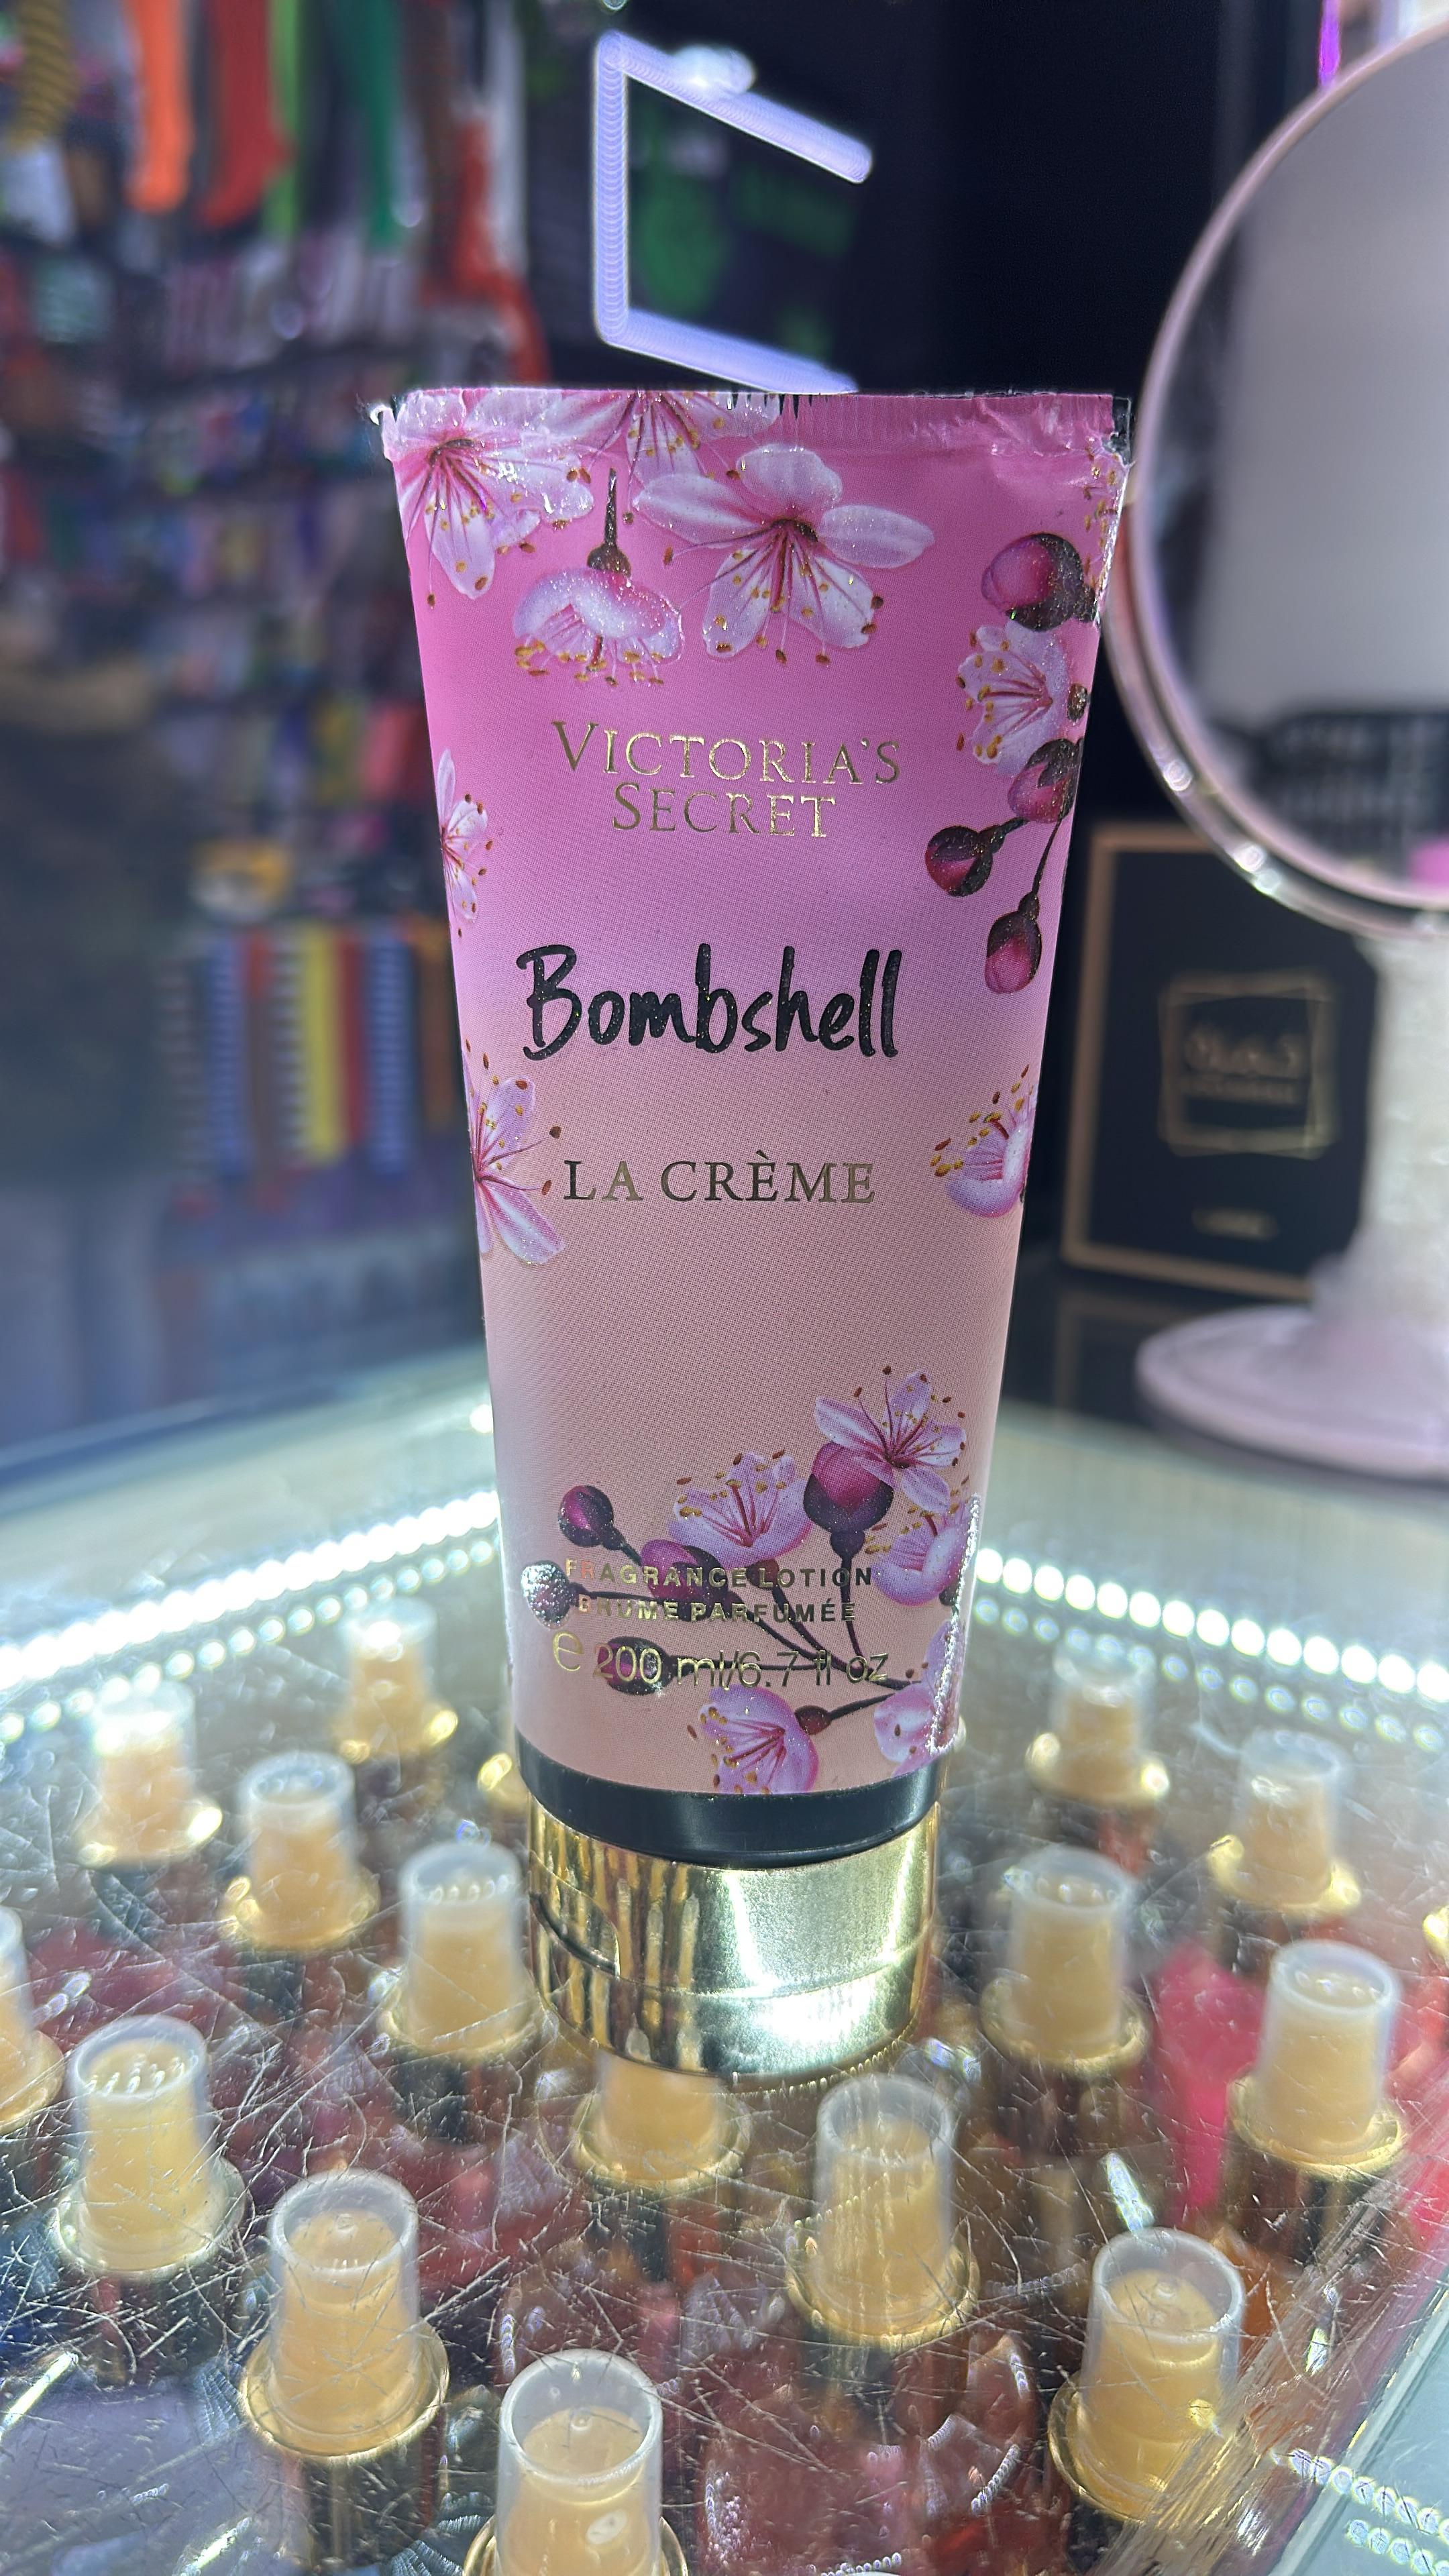 VICTORIA'S
SECRET
Bombshell
LA CRÈME
FRAGRANCE LOTION
BRUME PARFUMÉE
e 200 ml/6.7 fl oz